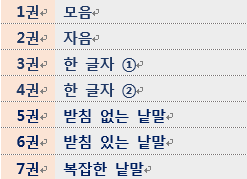 1권 모음
2권 자음
3권 한 글자 ①
4권 한 글자 ②
5권 받침 없는 낱말
6권 받침 있는 낱말
7권 복잡한 낱말